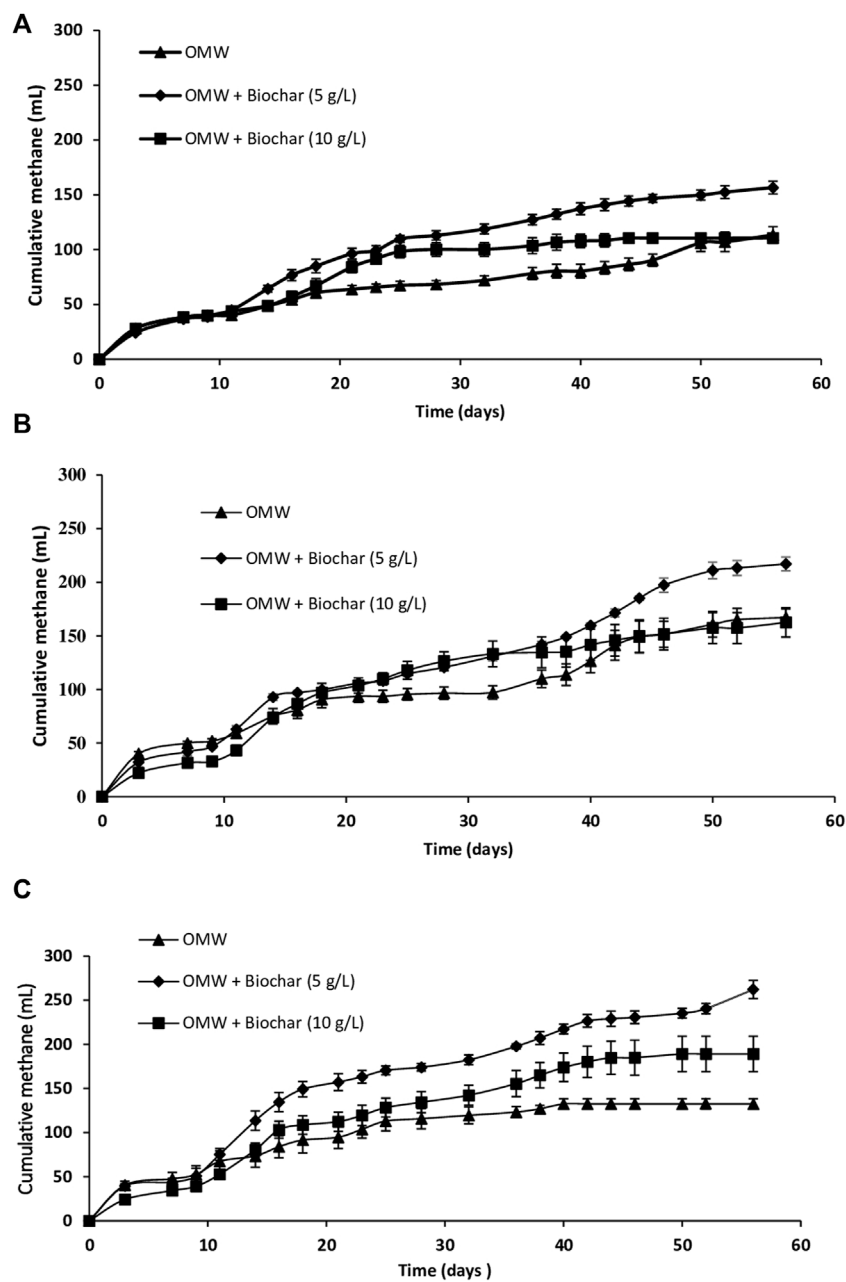 A
300
250
200
150
100
50
0
Cumulative methane (mL)
OMW
OMW + Biochar (5 g/L)
OMW + Biochar (10 g/L)
0 10 20 30 40 50 60
Time (days)
B
300
250
200
150
100
50
0
Cumulative methane (mL)
OMW
OMW + Biochar (5 g/L)
OMW + Biochar (10 g/L)
0 10 20 30 40 50 60
Time (days)
C
300
250
200
150
100
50
0
Cumulative methane (mL)
OMW
OMW + Biochar (5 g/L)
OMW + Biochar (10 g/L)
0 10 20 30 40 50 60
Time (days )